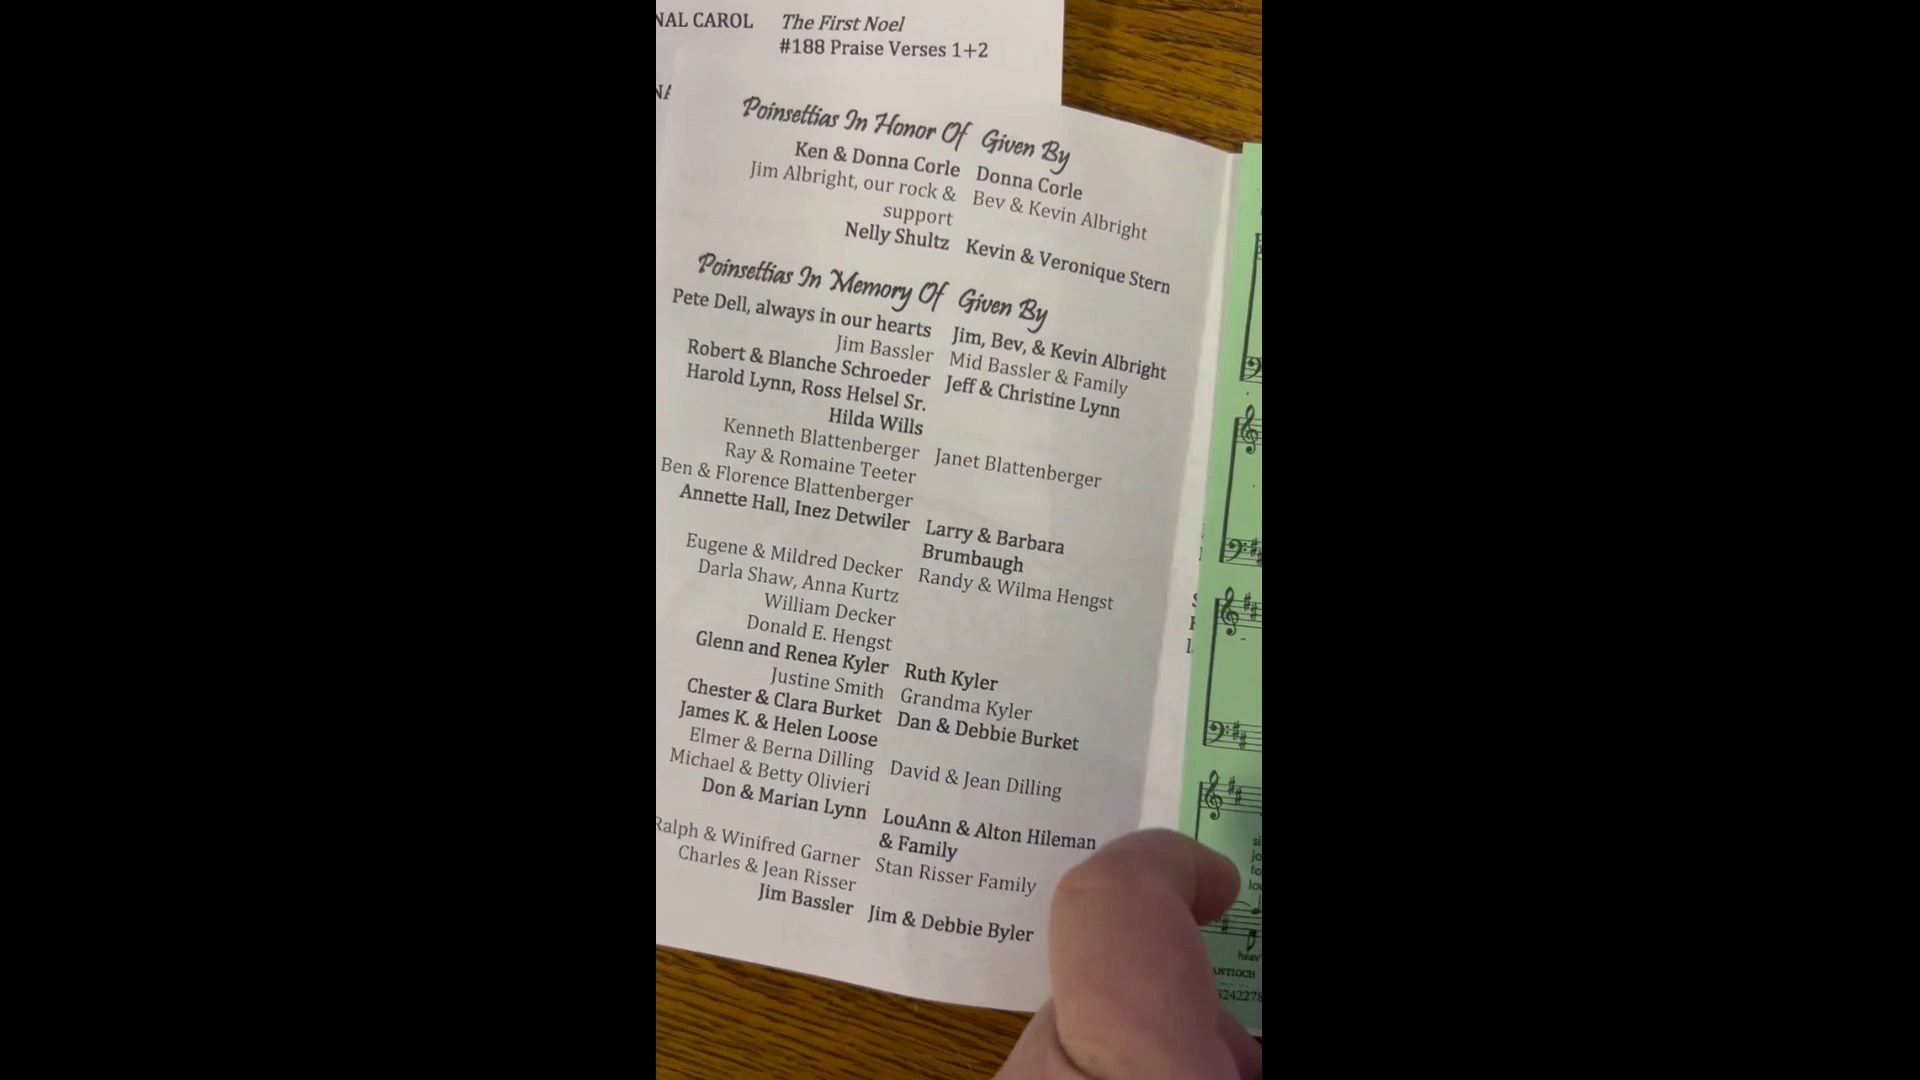 NAL CAROL The First Noel
#188 Praise Verses 1+2
Poinsettias In Honor Of Given By
Ken & Donna Corle Donna Corle
Jim Albright, our rock & Bev & Kevin Albright
support
Nelly Shultz Kevin & Veronique Stern
Poinsettias In Memory Of Given By
Pete Dell, always in our hearts Jim, Bev, & Kevin Albright
Jim Bassler Mid Bassler & Family
Robert & Blanche Schroeder Jeff & Christine Lynn
Harold Lynn, Ross Helsel Sr.
Hilda Wills
Kenneth Blattenberger Janet Blattenberger
Ray & Romaine Teeter
Ben & Florence Blattenberger
Annette Hall, Inez Detwiler Larry & Barbara
Brumbaugh
Eugene & Mildred Decker Randy & Wilma Hengst
Darla Shaw, Anna Kurtz
William Decker
Donald E. Hengst
Glenn and Renea Kyler Ruth Kyler
Justine Smith Grandma Kyler
Chester & Clara Burket Dan & Debbie Burket
James K. & Helen Loose
Elmer & Berna Dilling David & Jean Dilling
Michael & Betty Olivieri
Don & Marian Lynn LouAnn & Alton Hileman
& Family
Ralph & Winifred Garner Stan Risser Family
Charles & Jean Risser
Jim Bassler Jim & Debbie Byler
si
jo
fo
lo
heav
ANTIOCH